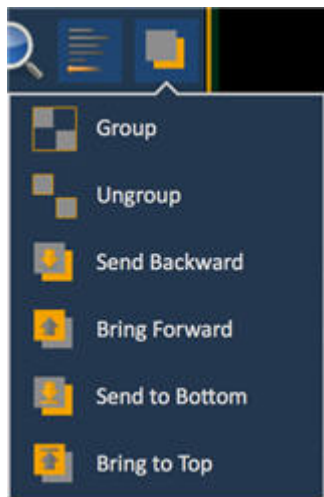 Group
Ungroup
Send Backward
Bring Forward
Send to Bottom
Bring to Top